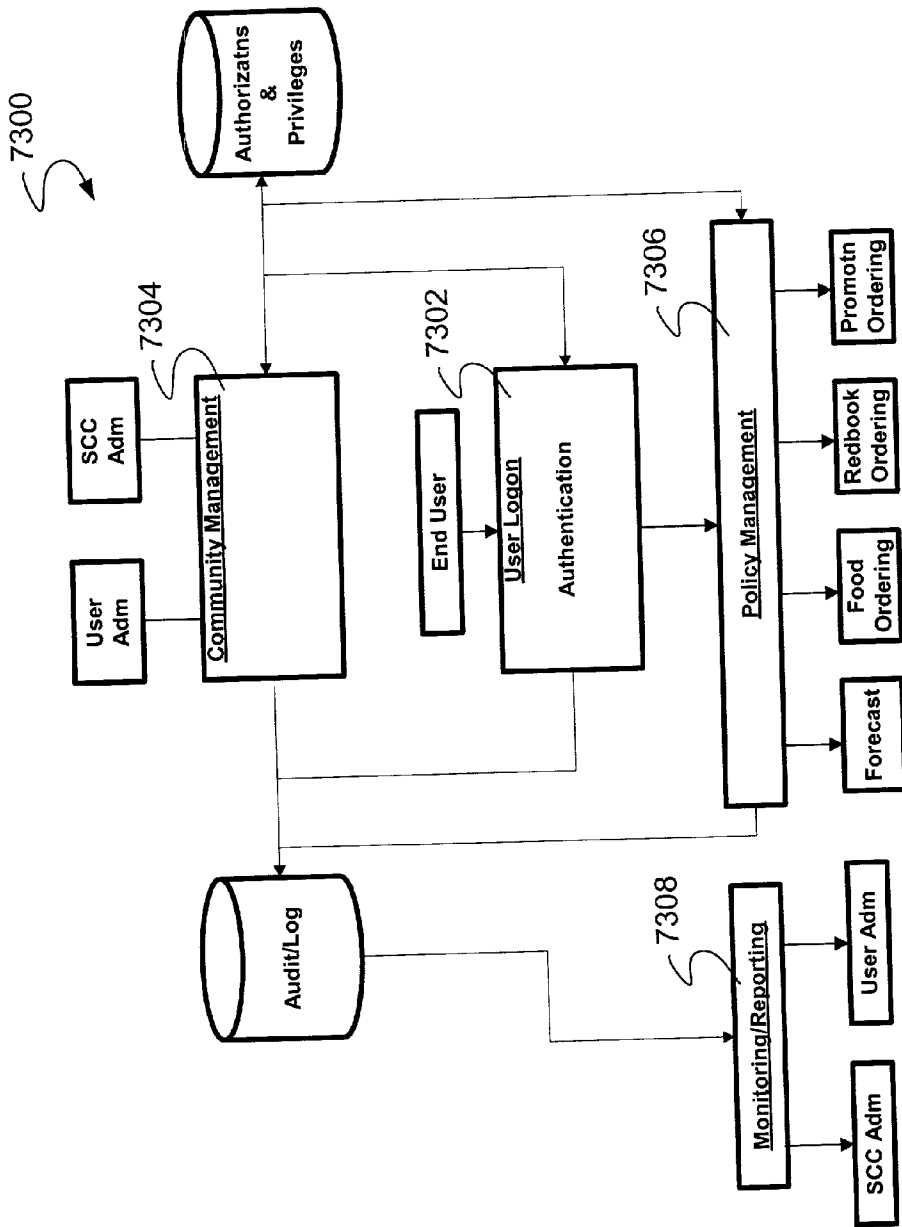 7300
User
Adm
SCC
Adm
7304
Community Management
Authorizatns
&
Privileges
Audit/Log
End User
7302
User Logon
Authentication
7306
Policy Management
7308
Monitoring/Reporting
SCC Adm
User Adm
Forecast
Food
Ordering
Redbook
Ordering
Promotn
Ordering